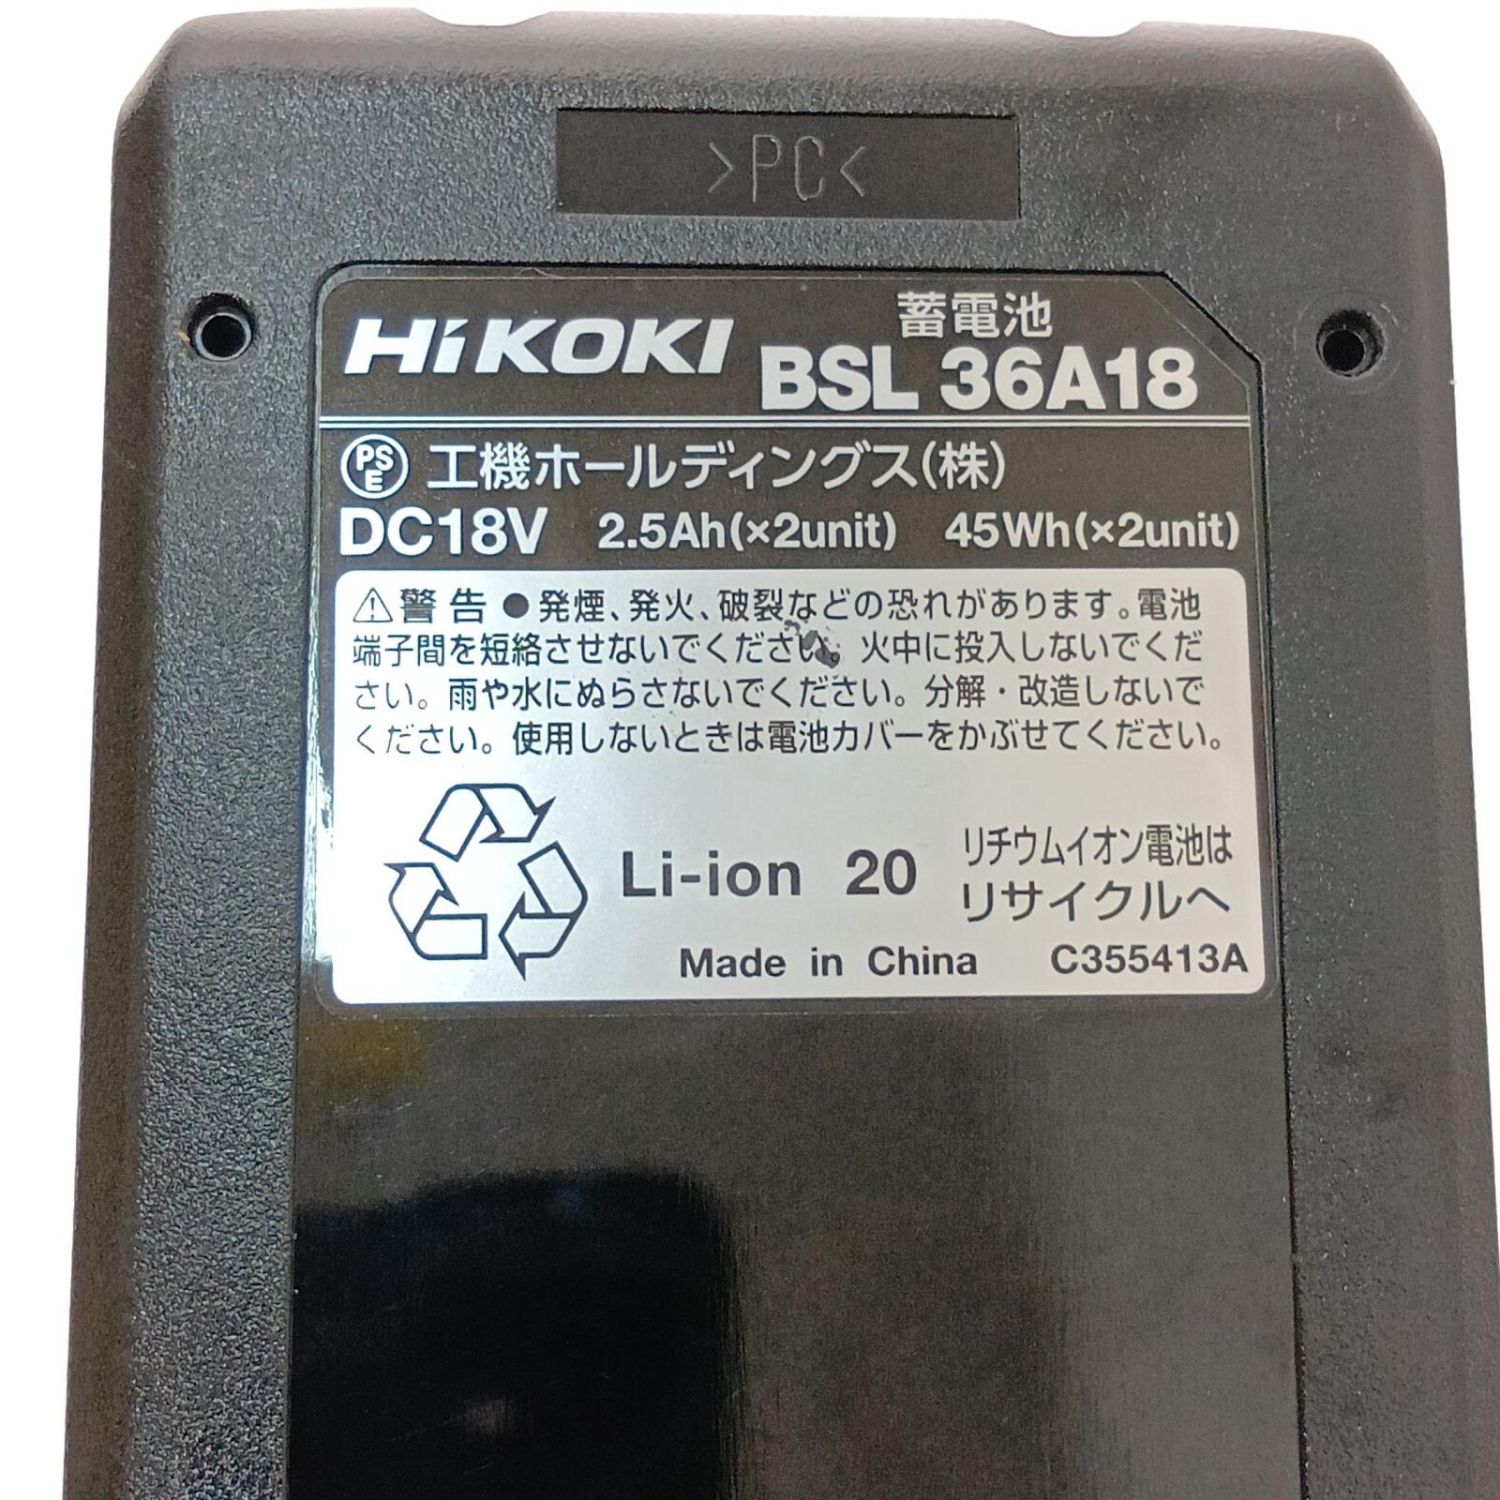 >PC<
HiKOKI 蓄電池 BSL 36A18
PSE 工機ホールディングス(株)
DC18V 2.5Ah(×2unit) 45Wh(×2unit)
⚠警告 ●発煙、発火、破裂などの恐れがあります。電池
端子間を短絡させないでください。火中に投入しないでくだ
さい。雨や水にぬらさないでください。分解・改造しないで
ください。使用しないときは電池カバーをかぶせてください。
Li-ion 20
リチウムイオン電池は
リサイクルへ
Made in China C355413A